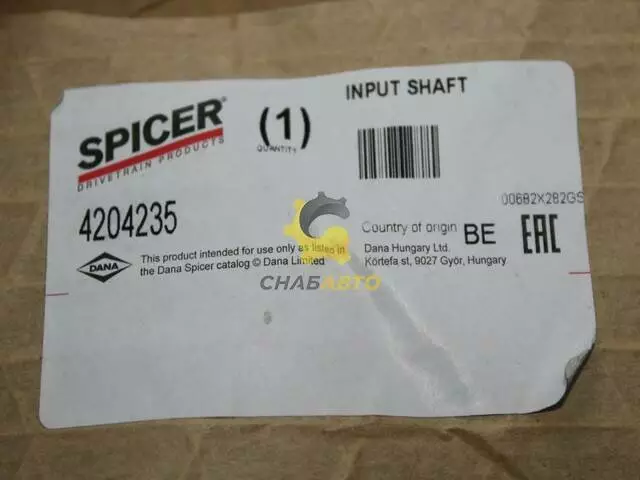 SPICER®
DRIVETRAIN PRODUCTS
(1)
QUANTITY
INPUT SHAFT
00682X282GS
4204235
Country of origin BE
EAC
DANA
This product intended for use only as listed in
the Dana Spicer catalog © Dana Limited
Dana Hungary Ltd.
Körtefa st, 9027 Győr, Hungary
СНАБАВТО